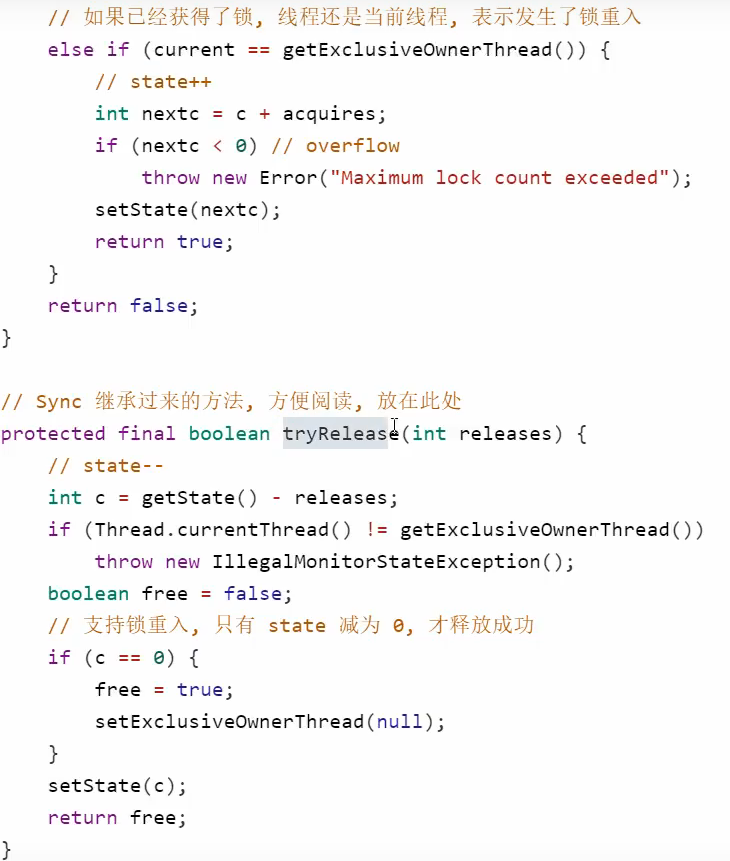 // 如果已经获得了锁, 线程还是当前线程, 表示发生了锁重入
else if (current == getExclusiveOwnerThread()) {
// state++
int nextc = c + acquires;
if (nextc < 0) // overflow
throw new Error("Maximum lock count exceeded");
setState(nextc);
return true;
}
return false;
}
// Sync 继承过来的方法, 方便阅读, 放在此处
protected final boolean tryRelease(int releases) {
// state--
int c = getState() - releases;
if (Thread.currentThread() != getExclusiveOwnerThread())
throw new IllegalMonitorStateException();
boolean free = false;
// 支持锁重入, 只有 state 减为 0, 才释放成功
if (c == 0) {
free = true;
setExclusiveOwnerThread(null);
}
setState(c);
return free;
}